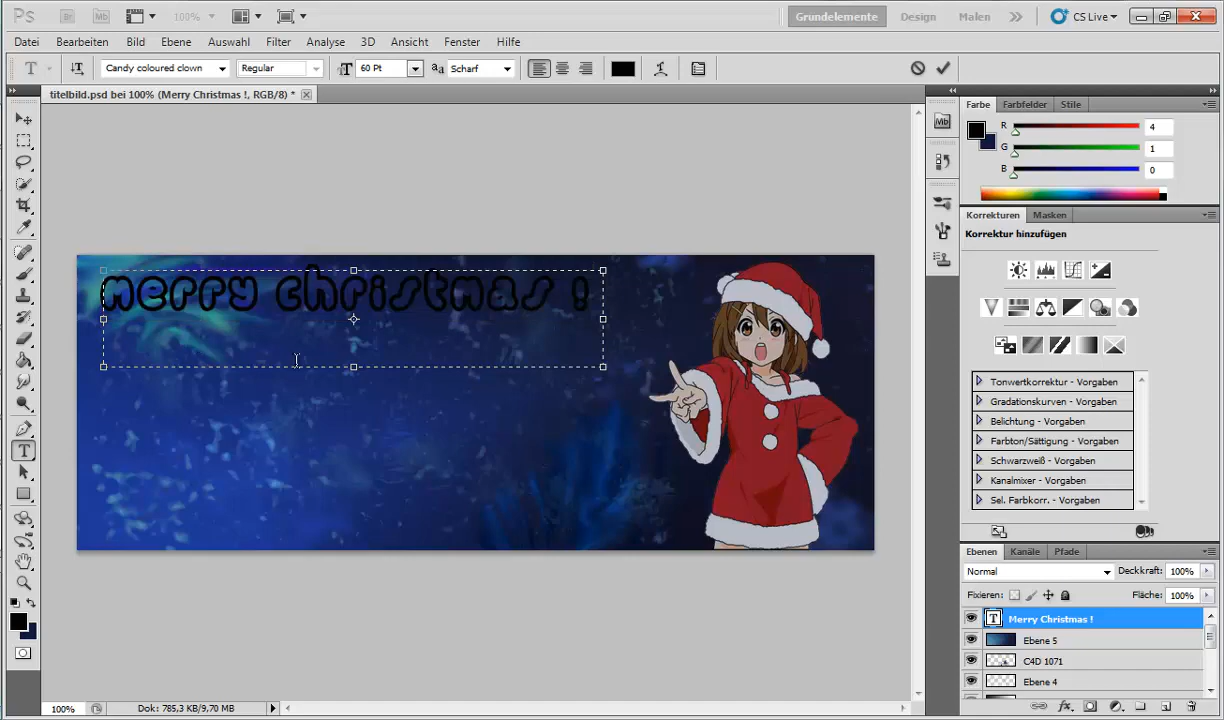 Ps Br Mb 100% Grundelemente Design Malen CS Live
Datei Bearbeiten Bild Ebene Auswahl Filter Analyse 3D Ansicht Fenster Hilfe
T Candy coloured clown Regular 60 Pt Scharf
titelbild.psd bei 100% (Merry Christmas !, RGB/8) *
Farbe Farbfelder Stile
R 4
G 1
B 0
Korrekturen Masken
Korrektur hinzufügen
merry christmas !
Tonwertkorrektur - Vorgaben
Gradationskurven - Vorgaben
Belichtung - Vorgaben
Farbton/Sättigung - Vorgaben
Schwarzweiß - Vorgaben
Kanalmixer - Vorgaben
Sel. Farbkorr. - Vorgaben
Ebenen Kanäle Pfade
Normal Deckkraft: 100%
Fixieren: Fläche: 100%
T Merry Christmas !
Ebene 5
C4D 1071
Ebene 4
100% Dok: 785,3 KB/9,70 MB